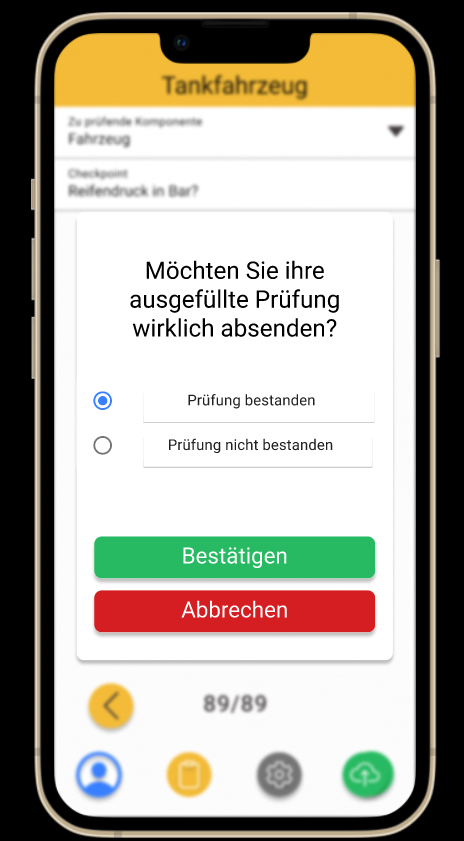 Tankfahrzeug
Zu prüfende Komponente
Fahrzeug
Checkpoint
Reifendruck in Bar?
Möchten Sie ihre
ausgefüllte Prüfung
wirklich absenden?
Prüfung bestanden
Prüfung nicht bestanden
Bestätigen
Abbrechen
89/89